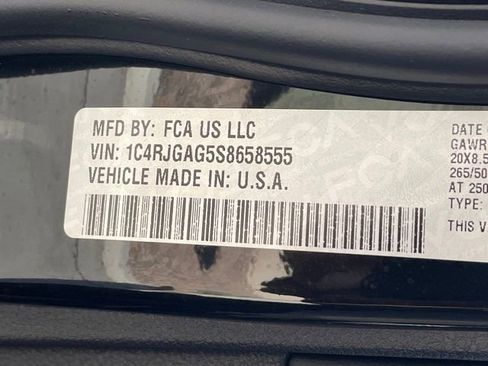 MFD BY: FCA US LLC
VIN: 1C4RJGAG5S8658555
VEHICLE MADE IN: U.S.A.
DATE O
GAWR
20X8.5
265/50
AT 250
TYPE:
THIS V